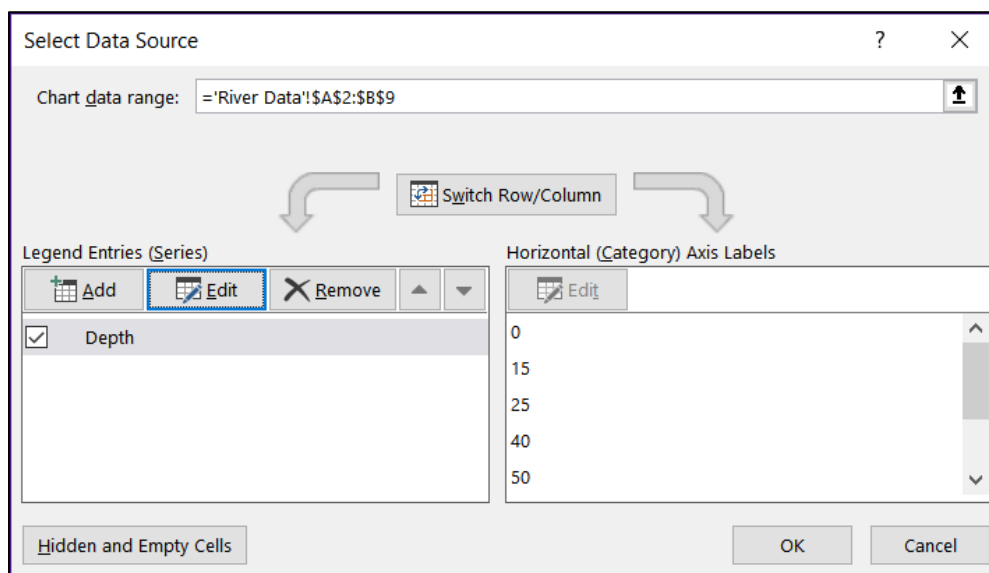 Select Data Source ?
Chart data range: ='River Data'!$A$2:$B$9
Switch Row/Column
Legend Entries (Series)
Add Edit Remove
Depth
Horizontal (Category) Axis Labels
Edit
0
15
25
40
50
Hidden and Empty Cells
OK Cancel